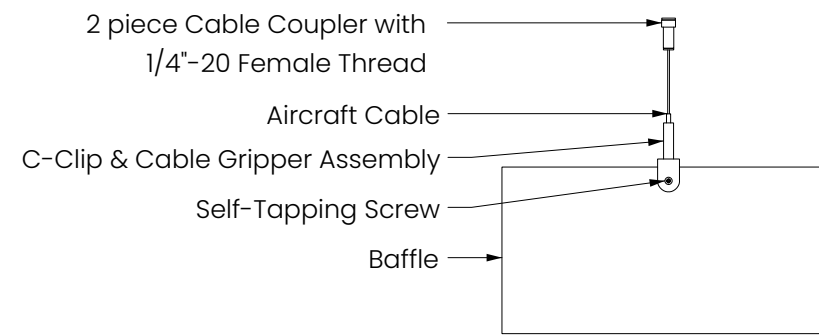 2 piece Cable Coupler with
1/4"-20 Female Thread
Aircraft Cable
C-Clip & Cable Gripper Assembly
Self-Tapping Screw
Baffle